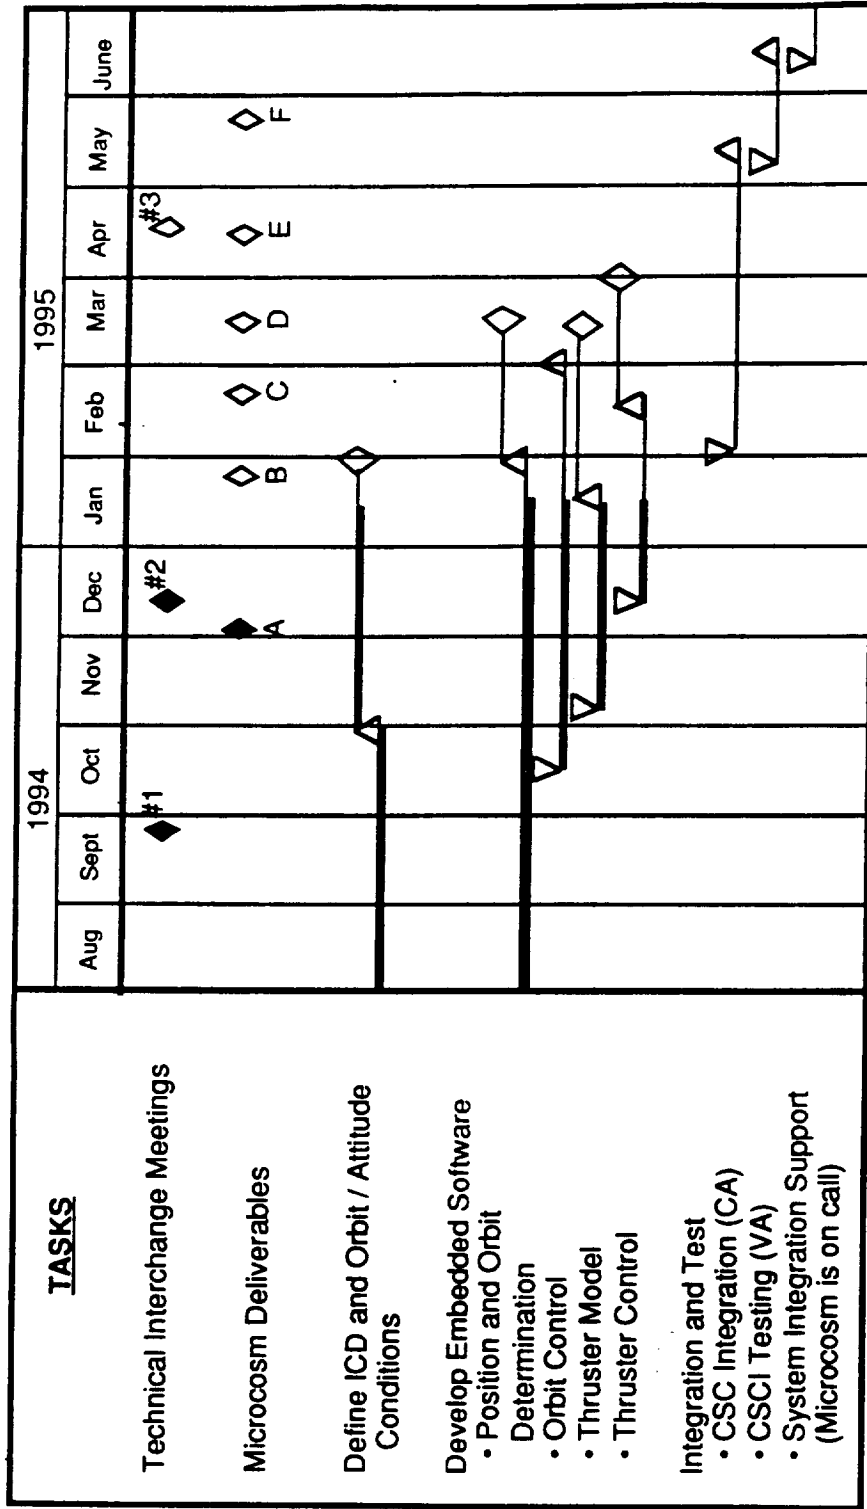 TASKS
1994
1995
Aug
Sept
Oct
Nov
Dec
Jan
Feb
Mar
Apr
May
June
Technical Interchange Meetings
#1
#2
#3
Microcosm Deliverables
A
B
C
D
E
F
Define ICD and Orbit / Attitude
Conditions
Develop Embedded Software
• Position and Orbit
Determination
• Orbit Control
• Thruster Model
• Thruster Control
Integration and Test
• CSC Integration (CA)
• CSCI Testing (VA)
• System Integration Support
(Microcosm is on call)